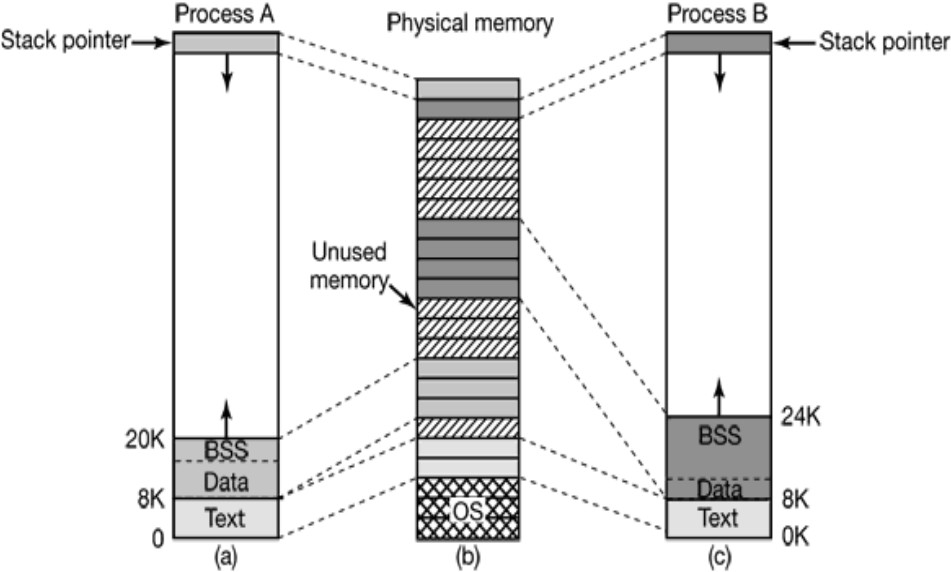 Process A
Stack pointer
Physical memory
Process B
Stack pointer
Unused
memory
20K
BSS
Data
8K
Text
0
(a)
OS
(b)
24K
BSS
Data
8K
Text
0K
(c)